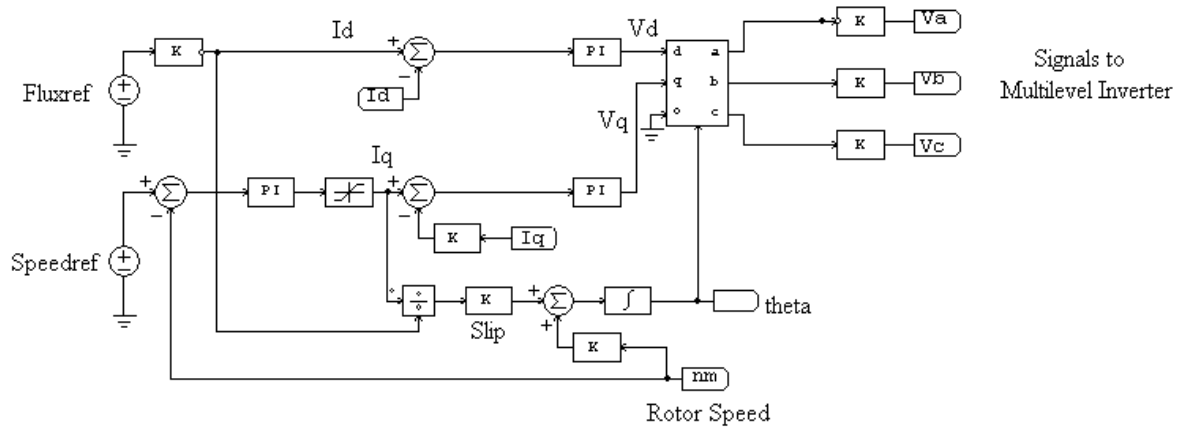 Id
K
Fluxref
+
−
Id
PI
Vd
d a
q b
o c
K Va
K Vb
K Vc
Signals to
Multilevel Inverter
Vq
Iq
+
−
PI
+
−
PI
K
Iq
Speedref
K
Slip
+
+
∫
theta
K
nm
Rotor Speed